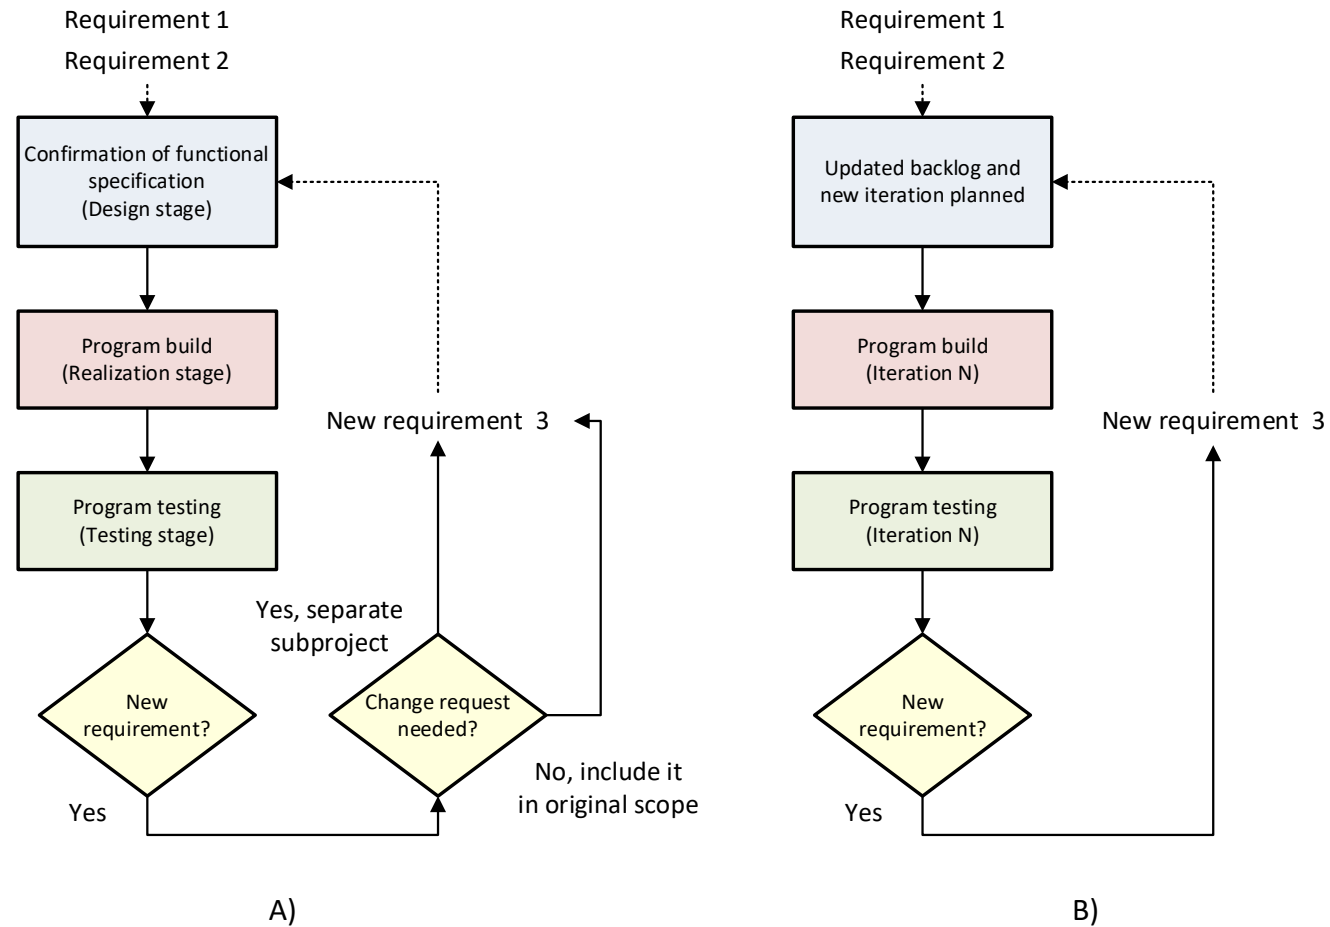 Requirement 1
Requirement 2
Confirmation of functional
specification
(Design stage)
Program build
(Realization stage)
New requirement 3
Program testing
(Testing stage)
Yes, separate
subproject
New
requirement?
Change request
needed?
No, include it
in original scope
Yes
A)
Requirement 1
Requirement 2
Updated backlog and
new iteration planned
Program build
(Iteration N)
New requirement 3
Program testing
(Iteration N)
New
requirement?
Yes
B)